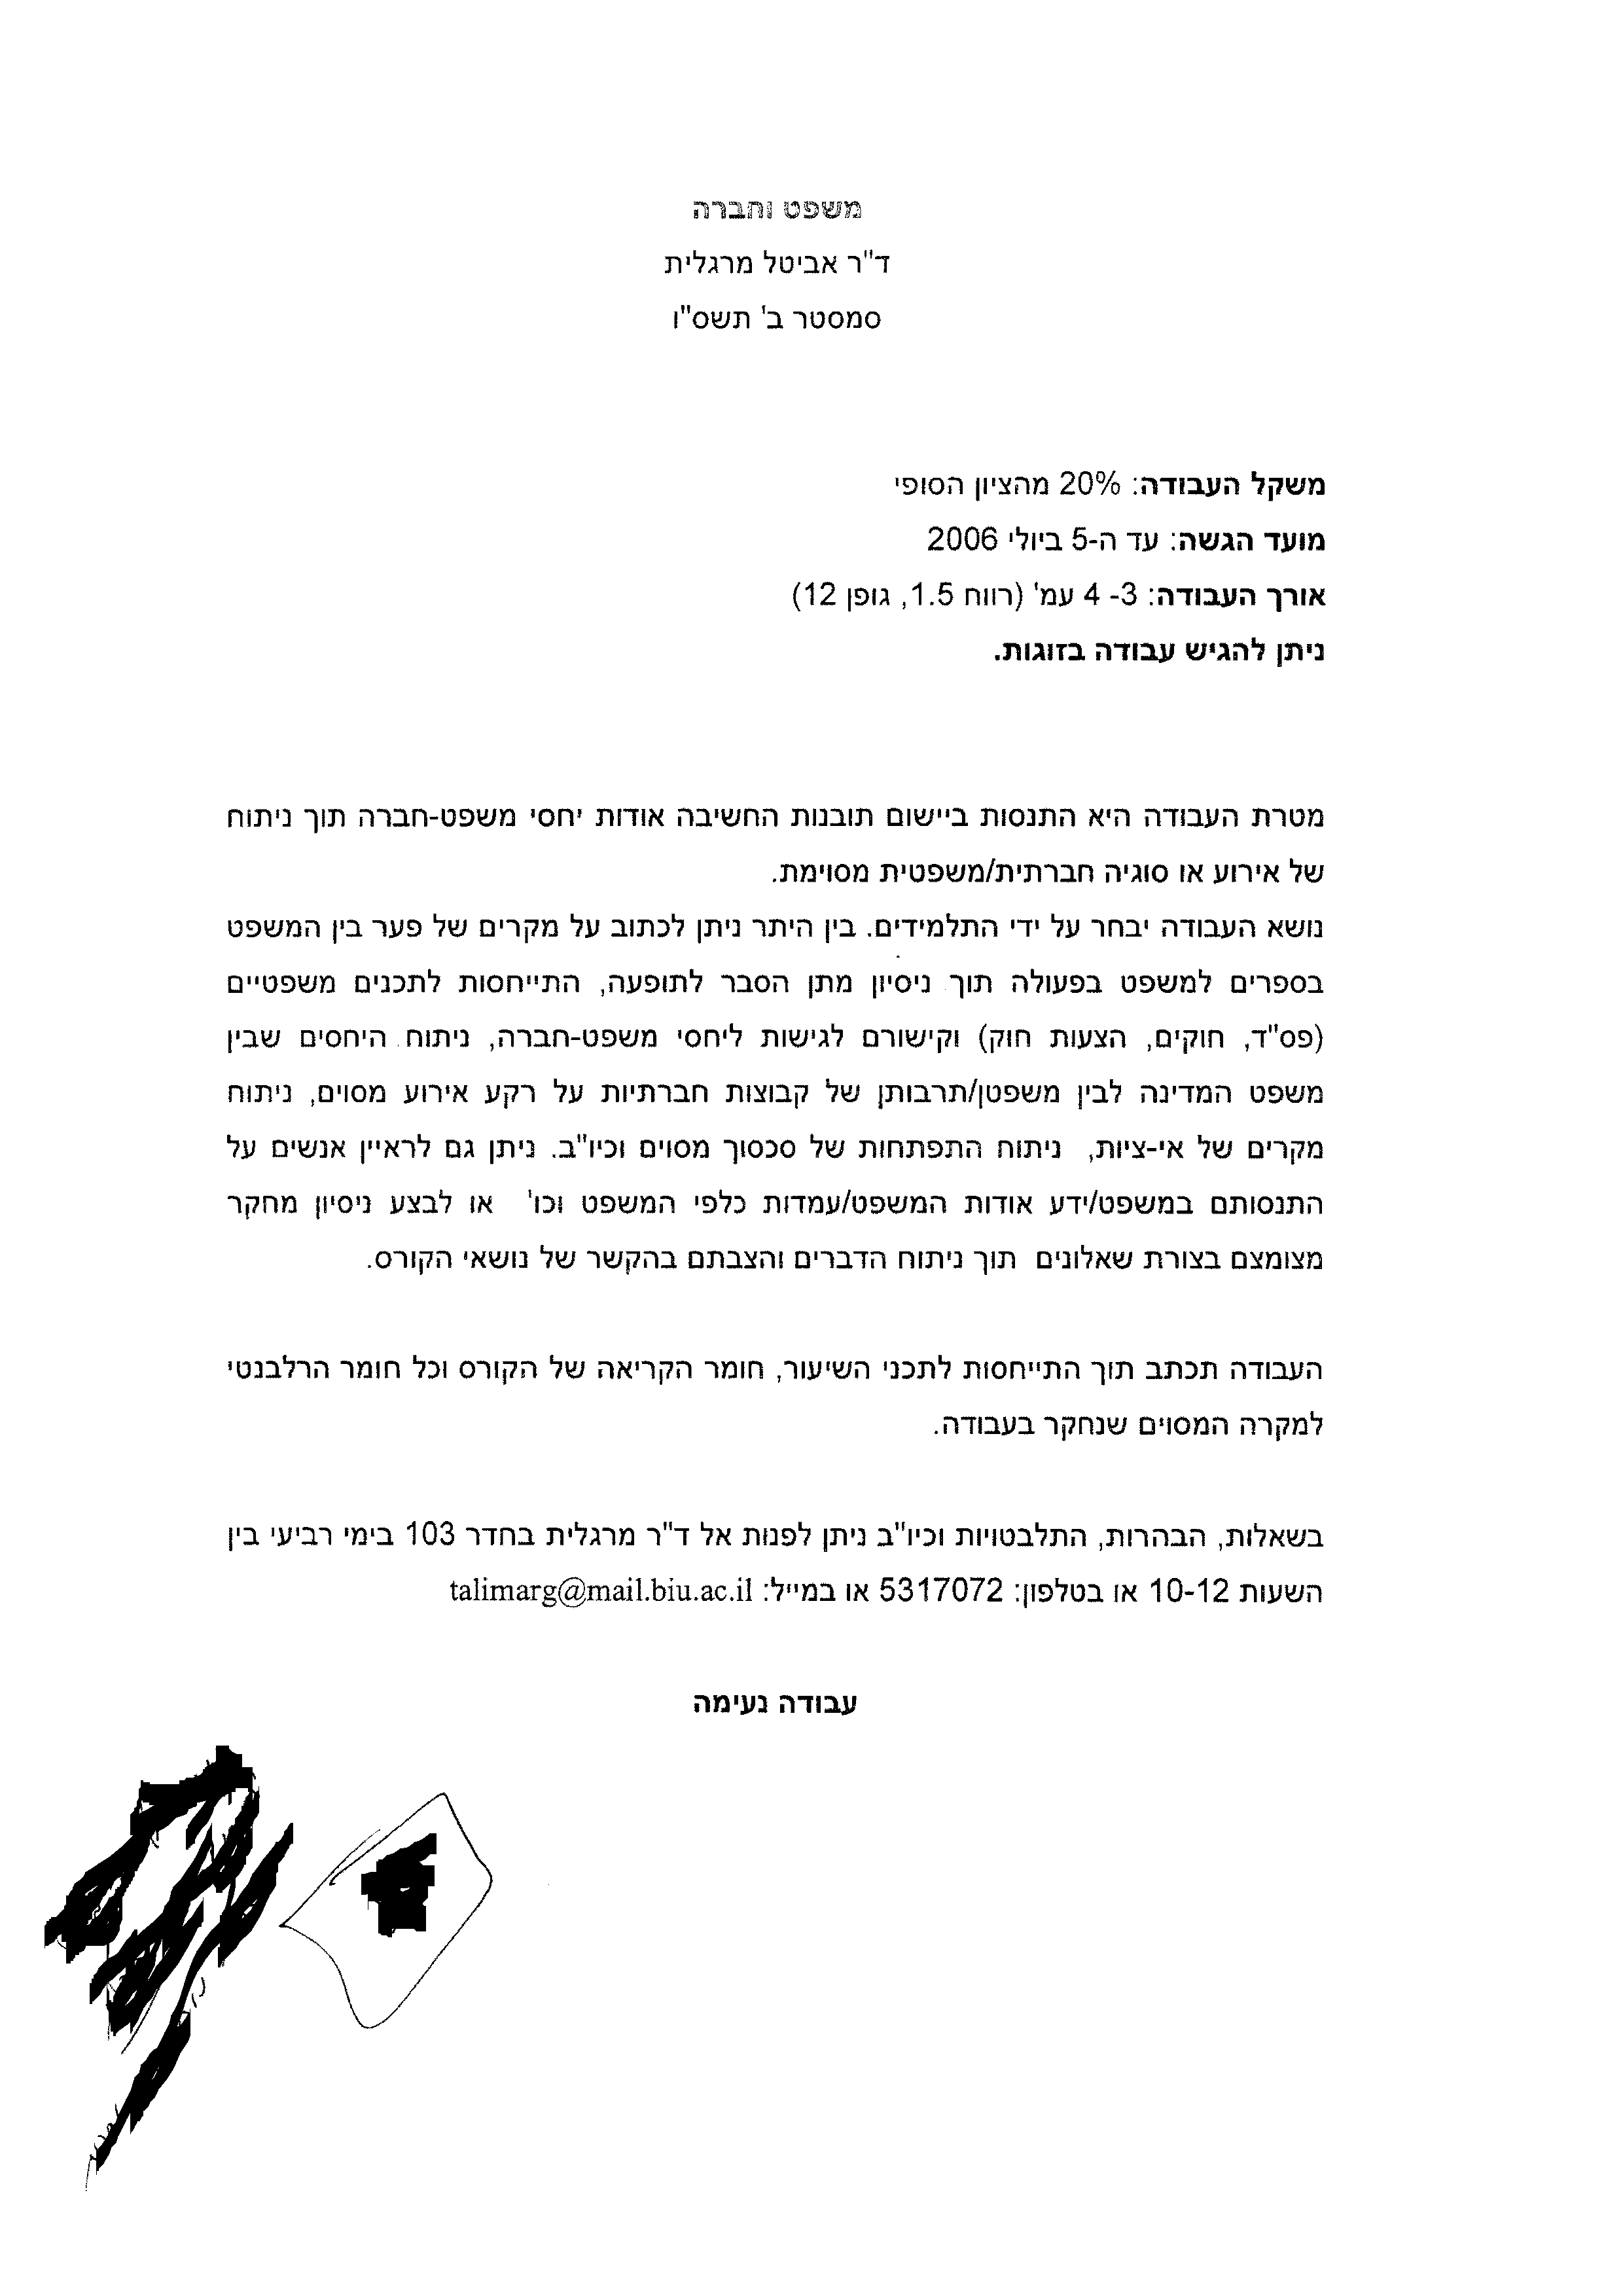 משפט וחברה
ד"ר אביטל מרגלית
סמסטר ב' תשס"ו
משקל העבודה: 20% מהציון הסופי
מועד הגשה: עד ה-5 ביולי 2006
אורך העבודה: 3- 4 עמ' (רווח 1.5, גופן 12)
ניתן להגיש עבודה בזוגות.
מטרת העבודה היא התנסות ביישום תובנות החשיבה אודות יחסי משפט-חברה תוך ניתוח
של אירוע או סוגיה חברתית/משפטית מסוימת.
נושא העבודה יבחר על ידי התלמידים. בין היתר ניתן לכתוב על מקרים של פער בין המשפט
בספרים למשפט בפעולה תוך ניסיון מתן הסבר לתופעה, התייחסות לתכנים משפטיים
(פס"ד, חוקים, הצעות חוק) וקישורם לגישות ליחסי משפט-חברה, ניתוח היחסים שבין
משפט המדינה לבין משפטן/תרבותן של קבוצות חברתיות על רקע אירוע מסוים, ניתוח
מקרים של אי-ציות, ניתוח התפתחות של סכסוך מסוים וכיו"ב. ניתן גם לראיין אנשים על
התנסותם במשפט/ידע אודות המשפט/עמדות כלפי המשפט וכו' או לבצע ניסיון מחקר
מצומצם בצורת שאלונים תוך ניתוח הדברים והצבתם בהקשר של נושאי הקורס.
העבודה תכתב תוך התייחסות לתכני השיעור, חומר הקריאה של הקורס וכל חומר הרלבנטי
למקרה המסוים שנחקר בעבודה.
בשאלות, הבהרות, התלבטויות וכיו"ב ניתן לפנות אל ד"ר מרגלית בחדר 103 בימי רביעי בין
השעות 10-12 או בטלפון: 5317072 או במייל: talimarg@mail.biu.ac.il
עבודה נעימה